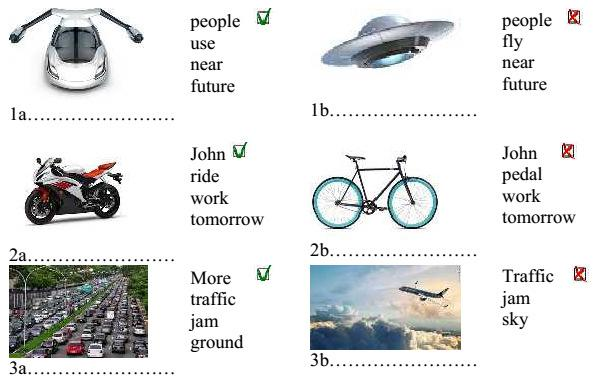 people
use
near
future
1a……………………
people
fly
near
future
1b……………………
John
ride
work
tomorrow
2a……………………
John
pedal
work
tomorrow
2b……………………
More
traffic
jam
ground
3a……………………
Traffic
jam
sky
3b……………………